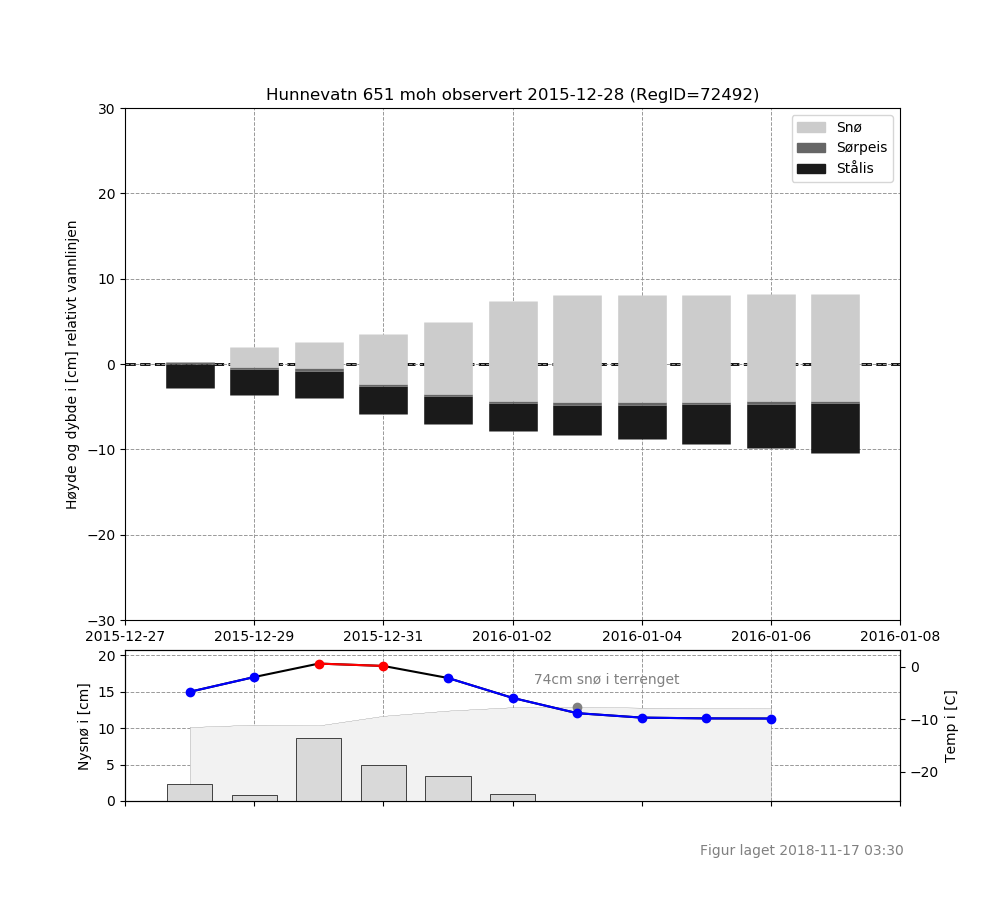 Hunnevatn 651 moh observert 2015-12-28 (RegID=72492)
Høyde og dybde i [cm] relativt vannlinjen
30
20
10
0
−10
−20
−30
Snø
Sørpeis
Stålis
2015-12-27 2015-12-29 2015-12-31 2016-01-02 2016-01-04 2016-01-06 2016-01-08
Nysnø i [cm]
20
15
10
5
0
74cm snø i terrenget
0
−10
−20
Temp i [C]
Figur laget 2018-11-17 03:30